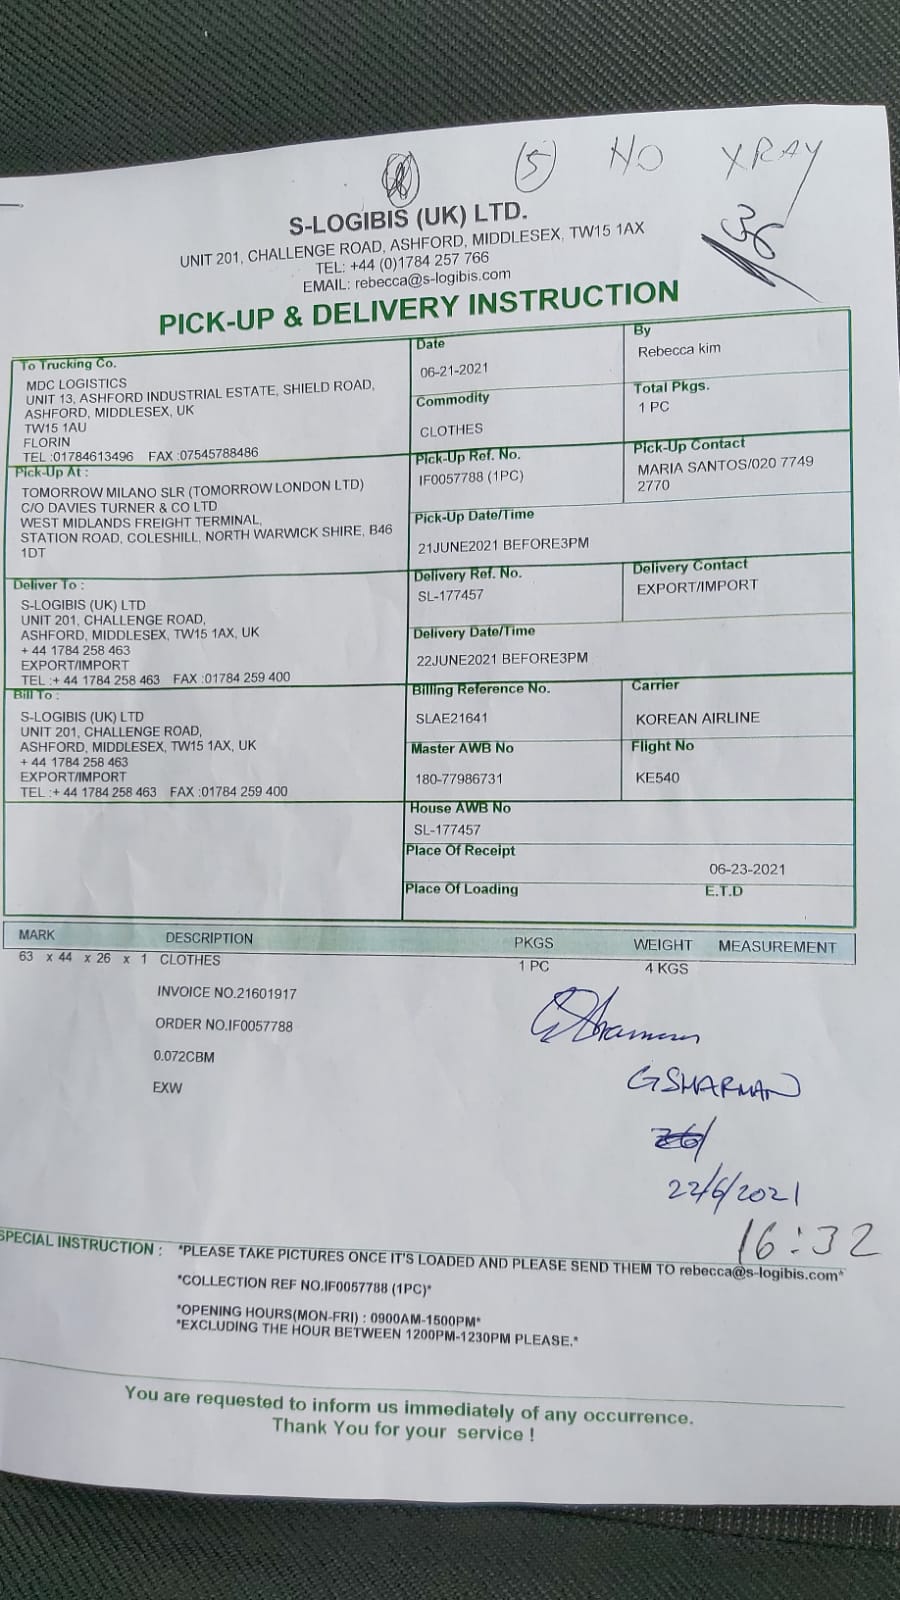 (5) NO XRAY
36
S-LOGIBIS (UK) LTD.
UNIT 201, CHALLENGE ROAD, ASHFORD, MIDDLESEX, TW15 1AX
TEL: +44 (0)1784 257 766
EMAIL: rebecca@s-logibis.com
PICK-UP & DELIVERY INSTRUCTION
To Trucking Co.
MDC LOGISTICS
UNIT 13, ASHFORD INDUSTRIAL ESTATE, SHIELD ROAD,
ASHFORD, MIDDLESEX, UK
TW15 1AU
FLORIN
TEL :01784613496 FAX :07545788486
Date
06-21-2021
By
Rebecca kim
Commodity
CLOTHES
Total Pkgs.
1 PC
Pick-Up At :
TOMORROW MILANO SLR (TOMORROW LONDON LTD)
C/O DAVIES TURNER & CO LTD
WEST MIDLANDS FREIGHT TERMINAL,
STATION ROAD, COLESHILL, NORTH WARWICK SHIRE, B46
1DT
Pick-Up Ref. No.
IF0057788 (1PC)
Pick-Up Contact
MARIA SANTOS/020 7749
2770
Pick-Up Date/Time
21JUNE2021 BEFORE3PM
Deliver To :
S-LOGIBIS (UK) LTD
UNIT 201, CHALLENGE ROAD,
ASHFORD, MIDDLESEX, TW15 1AX, UK
+ 44 1784 258 463
EXPORT/IMPORT
TEL :+ 44 1784 258 463 FAX :01784 259 400
Delivery Ref. No.
SL-177457
Delivery Contact
EXPORT/IMPORT
Delivery Date/Time
22JUNE2021 BEFORE3PM
Bill To :
S-LOGIBIS (UK) LTD
UNIT 201, CHALLENGE ROAD,
ASHFORD, MIDDLESEX, TW15 1AX, UK
+ 44 1784 258 463
EXPORT/IMPORT
TEL :+ 44 1784 258 463 FAX :01784 259 400
Billing Reference No.
SLAE21641
Carrier
KOREAN AIRLINE
Master AWB No
180-77986731
Flight No
KE540
House AWB No
SL-177457
Place Of Receipt
06-23-2021
Place Of Loading E.T.D
MARK DESCRIPTION PKGS WEIGHT MEASUREMENT
63 x 44 x 26 x 1 CLOTHES 1 PC 4 KGS
INVOICE NO.21601917
ORDER NO.IF0057788
0.072CBM
EXW
G SHARMAN
22/6/2021
16:32
SPECIAL INSTRUCTION : *PLEASE TAKE PICTURES ONCE IT'S LOADED AND PLEASE SEND THEM TO rebecca@s-logibis.com*
*COLLECTION REF NO.IF0057788 (1PC)*
*OPENING HOURS(MON-FRI) : 0900AM-1500PM*
*EXCLUDING THE HOUR BETWEEN 1200PM-1230PM PLEASE.*
You are requested to inform us immediately of any occurrence.
Thank You for your service !